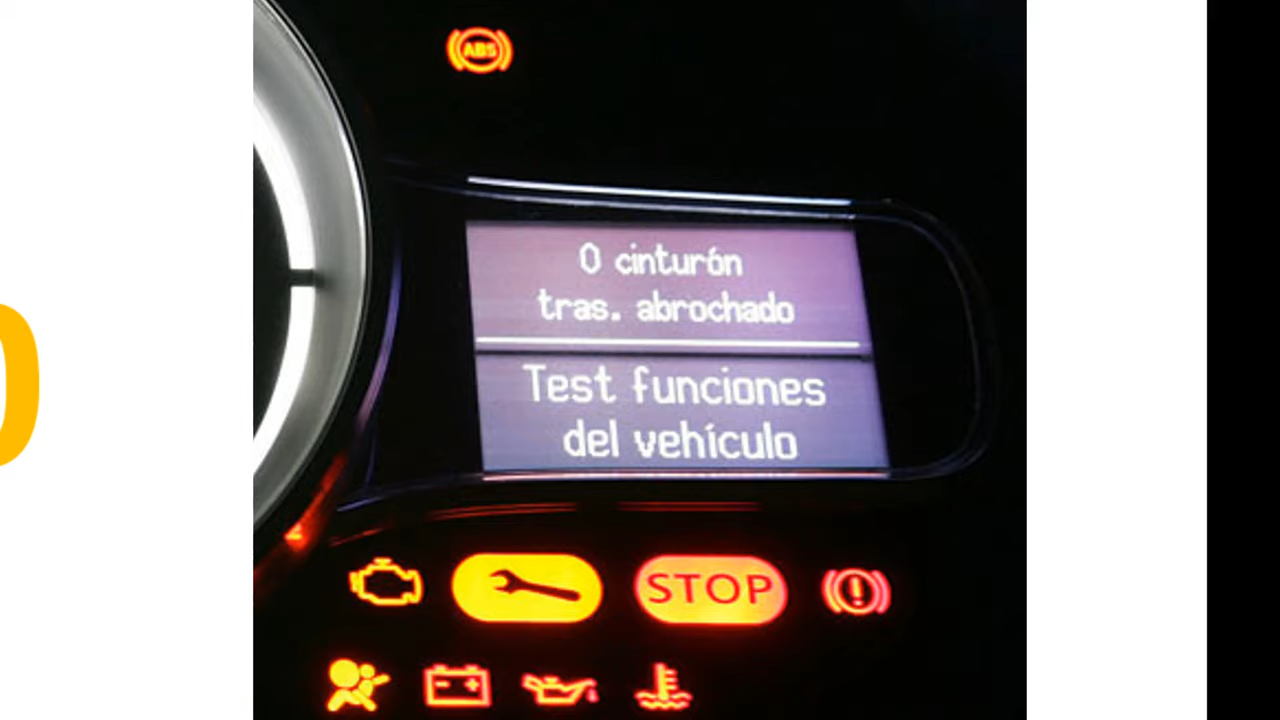 ABS
0 cinturón
tras. abrochado
Test funciones
del vehículo
STOP